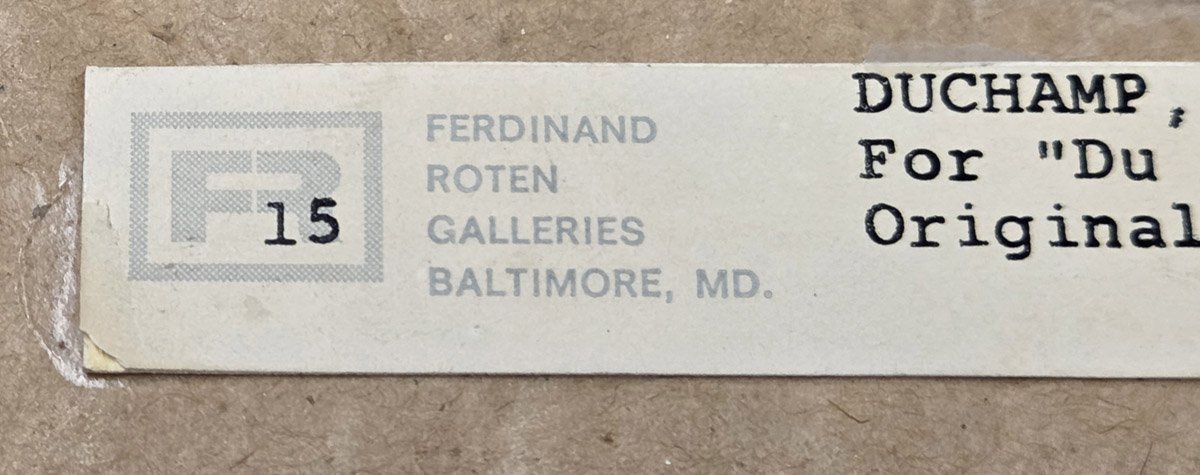 FR
15
FERDINAND
ROTEN
GALLERIES
BALTIMORE, MD.
DUCHAMP,
For "Du
Original